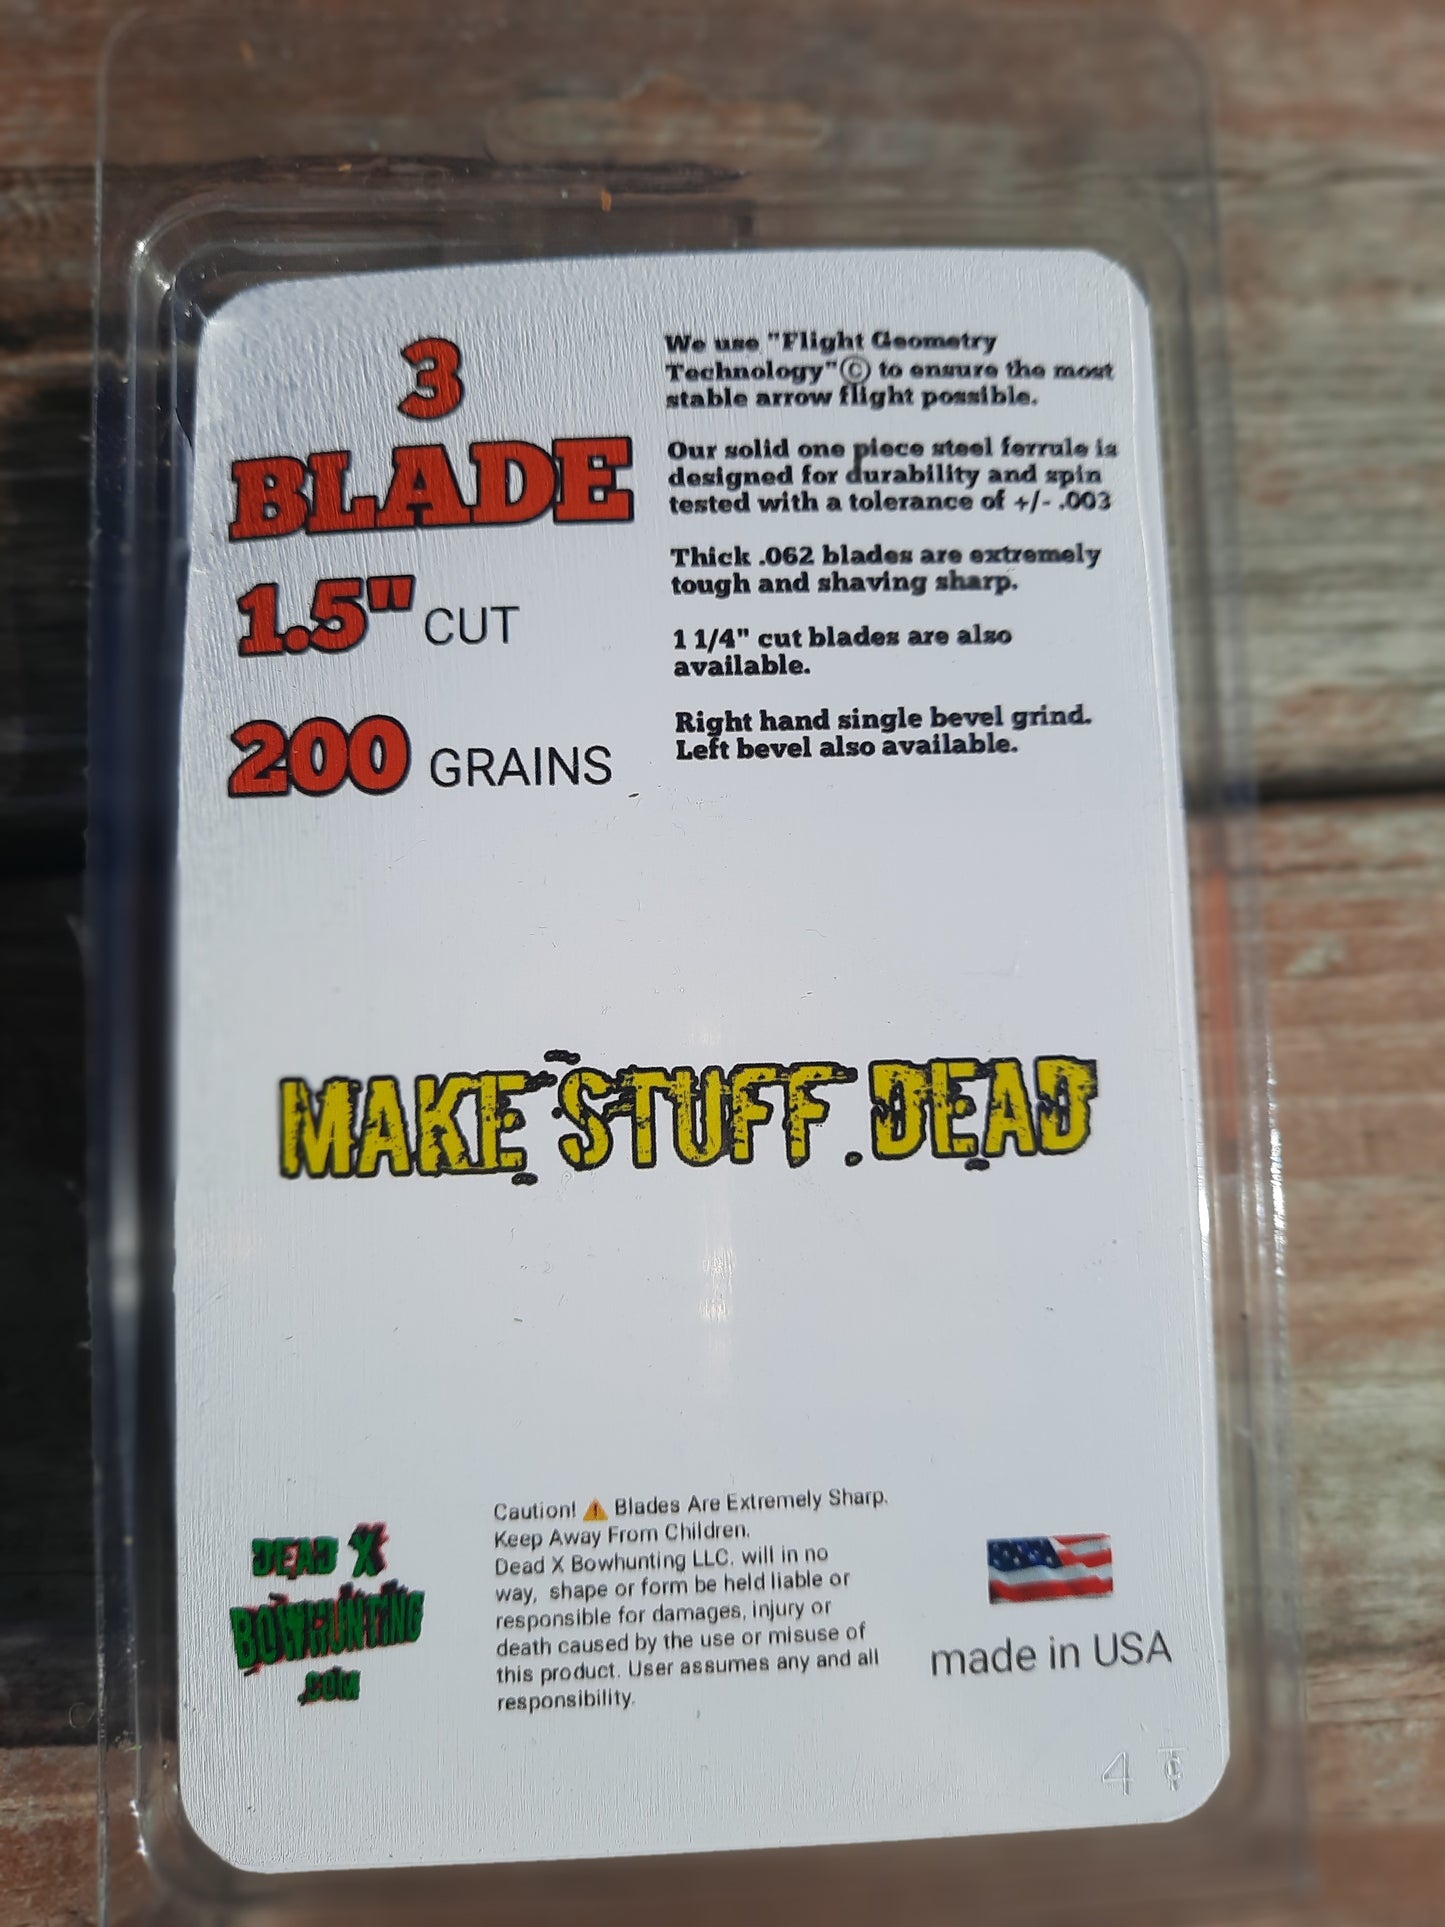 3
BLADE
1.5" CUT
200 GRAINS
We use "Flight Geometry
Technology"© to ensure the most
stable arrow flight possible.
Our solid one piece steel ferrule is
designed for durability and spin
tested with a tolerance of +/- .003
Thick .062 blades are extremely
tough and shaving sharp.
1 1/4" cut blades are also
available.
Right hand single bevel grind.
Left bevel also available.
MAKE STUFF DEAD
DEAD X
BOWHUNTING
.COM
Caution! ⚠ Blades Are Extremely Sharp.
Keep Away From Children.
Dead X Bowhunting LLC. will in no
way, shape or form be held liable or
responsible for damages, injury or
death caused by the use or misuse of
this product. User assumes any and all
responsibility.
made in USA
4